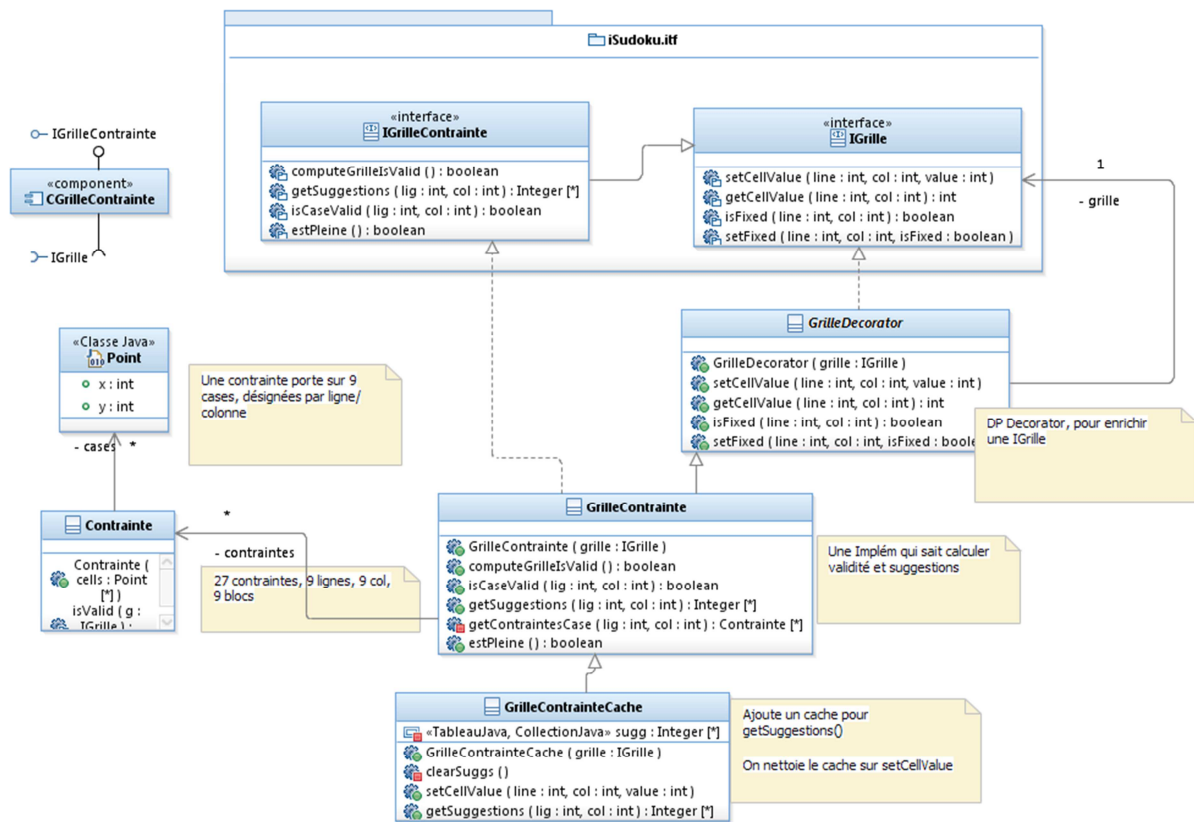 iSudoku.itf
IGrilleContrainte
«component»
CGrilleContrainte
IGrille
«interface»
IGrilleContrainte
computeGrilleIsValid ( ) : boolean
getSuggestions ( lig : int, col : int ) : Integer [*]
isCaseValid ( lig : int, col : int ) : boolean
estPleine ( ) : boolean
«interface»
IGrille
setCellValue ( line : int, col : int, value : int )
getCellValue ( line : int, col : int ) : int
isFixed ( line : int, col : int ) : boolean
setFixed ( line : int, col : int, isFixed : boolean )
1
- grille
GrilleDecorator
GrilleDecorator ( grille : IGrille )
setCellValue ( line : int, col : int, value : int )
getCellValue ( line : int, col : int ) : int
isFixed ( line : int, col : int ) : boolean
setFixed ( line : int, col : int, isFixed : boole
DP Decorator, pour enrichir
une IGrille
«Classe Java»
Point
x : int
y : int
Une contrainte porte sur 9
cases, désignées par ligne/
colonne
- cases *
Contrainte
Contrainte (
cells : Point
[*] )
isValid ( g :
IGrille ) :
*
- contraintes
27 contraintes, 9 lignes, 9 col,
9 blocs
GrilleContrainte
GrilleContrainte ( grille : IGrille )
computeGrilleIsValid ( ) : boolean
isCaseValid ( lig : int, col : int ) : boolean
getSuggestions ( lig : int, col : int ) : Integer [*]
getContraintesCase ( lig : int, col : int ) : Contrainte [*]
estPleine ( ) : boolean
Une Implém qui sait calculer
validité et suggestions
GrilleContrainteCache
«TableauJava, CollectionJava» sugg : Integer [*]
GrilleContrainteCache ( grille : IGrille )
clearSuggs ( )
setCellValue ( line : int, col : int, value : int )
getSuggestions ( lig : int, col : int ) : Integer [*]
Ajoute un cache pour
getSuggestions()
On nettoie le cache sur setCellValue